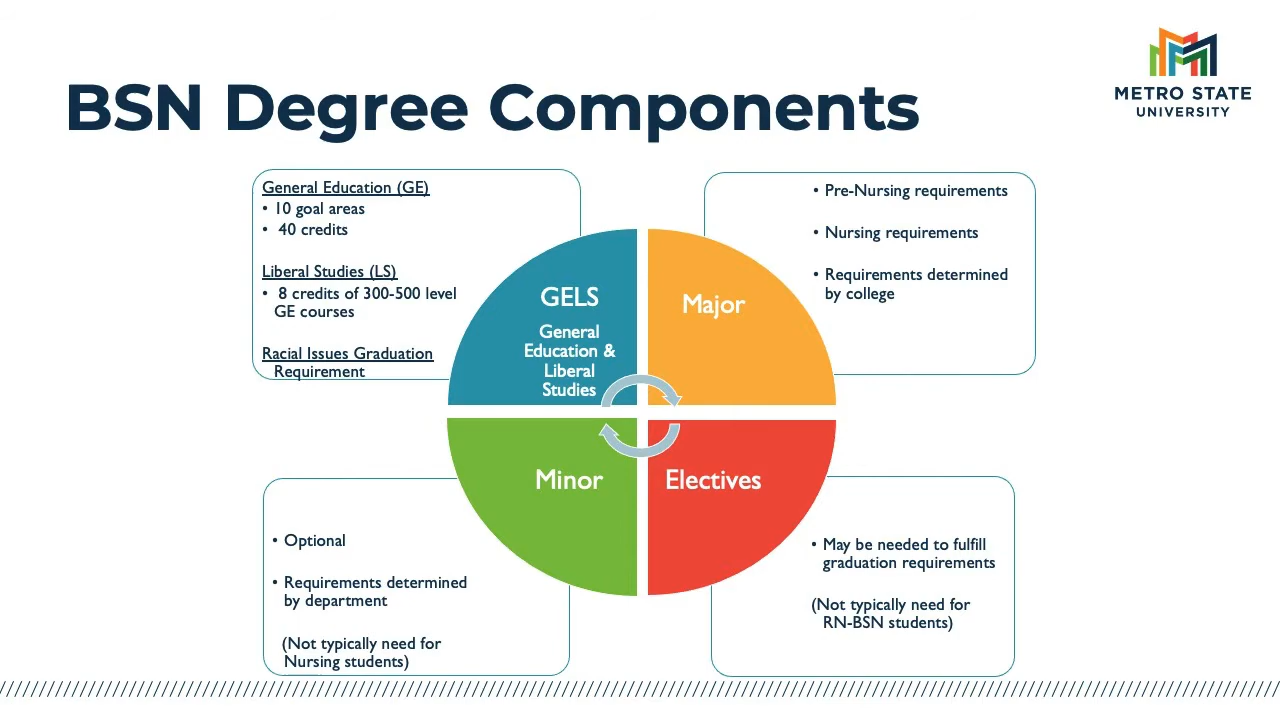 BSN Degree Components
METRO STATE
UNIVERSITY
General Education (GE)
• 10 goal areas
• 40 credits
Liberal Studies (LS)
• 8 credits of 300-500 level
GE courses
Racial Issues Graduation
Requirement
• Pre-Nursing requirements
• Nursing requirements
• Requirements determined
by college
GELS
General
Education &
Liberal
Studies
Major
Minor
Electives
• Optional
• Requirements determined
by department
(Not typically need for
Nursing students)
• May be needed to fulfill
graduation requirements
(Not typically need for
RN-BSN students)